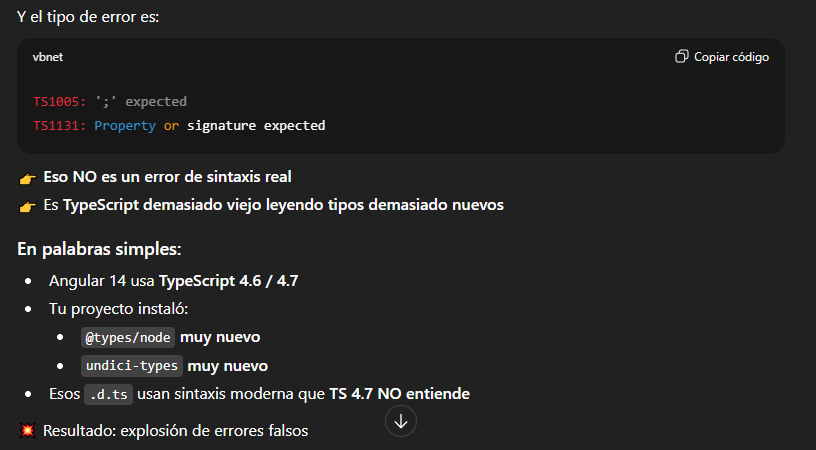 Y el tipo de error es:
vbnet
Copiar código
TS1005: ';' expected
TS1131: Property or signature expected
👉 Eso NO es un error de sintaxis real
👉 Es TypeScript demasiado viejo leyendo tipos demasiado nuevos
En palabras simples:
• Angular 14 usa TypeScript 4.6 / 4.7
• Tu proyecto instaló:
• @types/node muy nuevo
• undici-types muy nuevo
• Esos .d.ts usan sintaxis moderna que TS 4.7 NO entiende
💥 Resultado: explosión de errores falsos